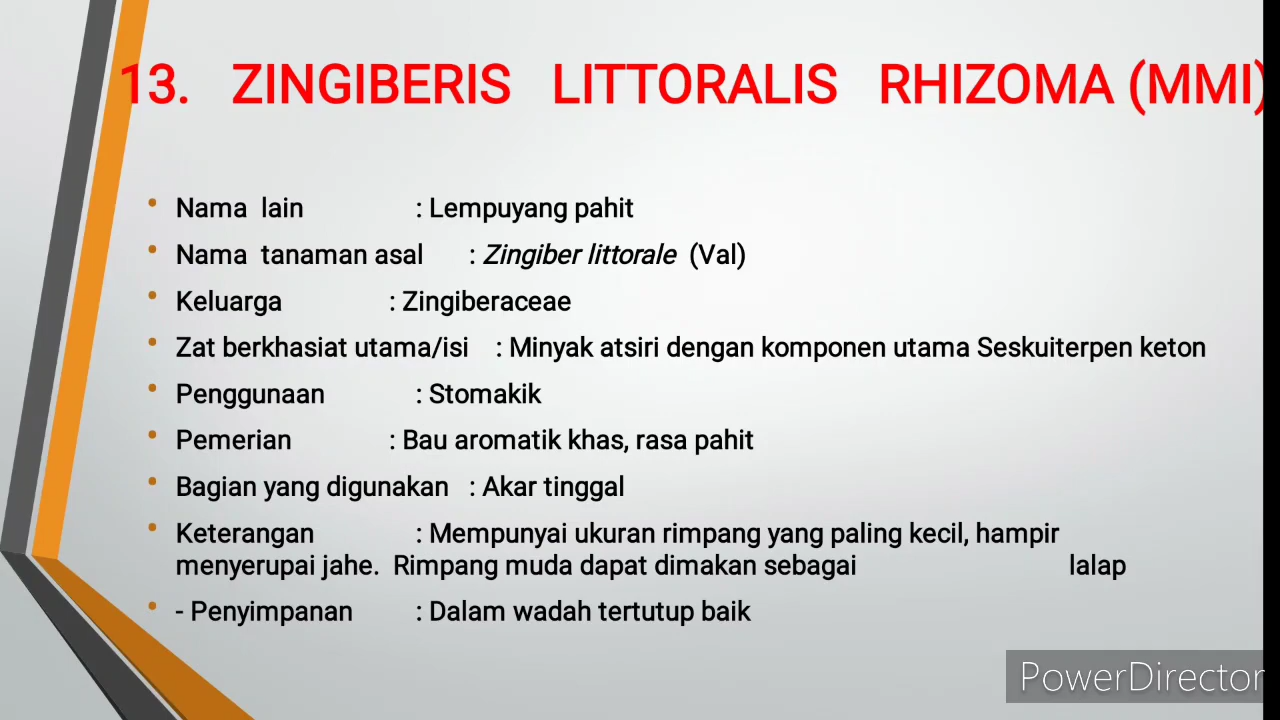 13. ZINGIBERIS LITTORALIS RHIZOMA (MMI)
• Nama lain : Lempuyang pahit
• Nama tanaman asal : Zingiber littorale (Val)
• Keluarga : Zingiberaceae
• Zat berkhasiat utama/isi : Minyak atsiri dengan komponen utama Seskuiterpen keton
• Penggunaan : Stomakik
• Pemerian : Bau aromatik khas, rasa pahit
• Bagian yang digunakan : Akar tinggal
• Keterangan : Mempunyai ukuran rimpang yang paling kecil, hampir
menyerupai jahe. Rimpang muda dapat dimakan sebagai lalap
• - Penyimpanan : Dalam wadah tertutup baik
PowerDirector